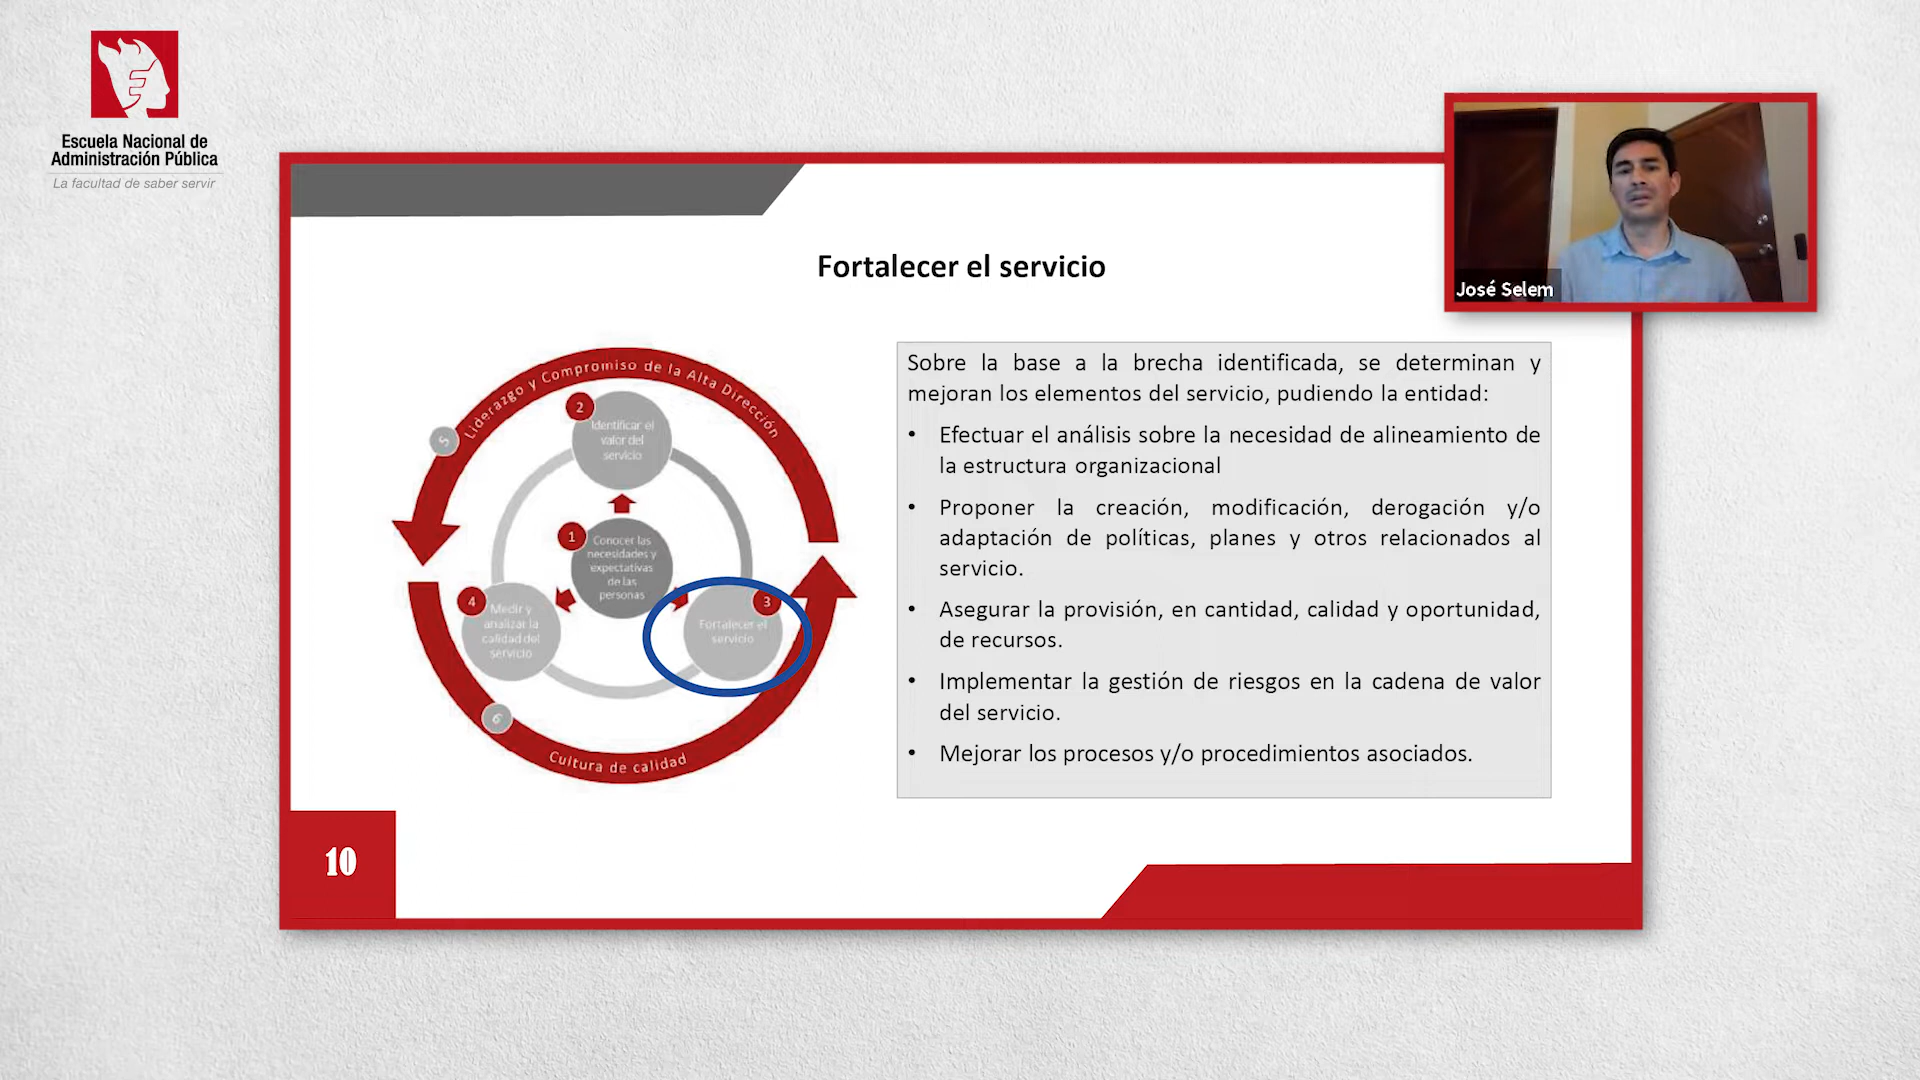 Escuela Nacional de
Administración Pública
La facultad de saber servir
José Selem
Fortalecer el servicio
Liderazgo y Compromiso de la Alta Dirección
5
2
Identificar el
valor del
servicio
1
Conocer las
necesidades y
expectativas
de las
personas
4
Medir y
analizar la
calidad del
servicio
3
Fortalecer el
servicio
6
Cultura de calidad
Sobre la base a la brecha identificada, se determinan y
mejoran los elementos del servicio, pudiendo la entidad:
• Efectuar el análisis sobre la necesidad de alineamiento de
la estructura organizacional
• Proponer la creación, modificación, derogación y/o
adaptación de políticas, planes y otros relacionados al
servicio.
• Asegurar la provisión, en cantidad, calidad y oportunidad,
de recursos.
• Implementar la gestión de riesgos en la cadena de valor
del servicio.
• Mejorar los procesos y/o procedimientos asociados.
10